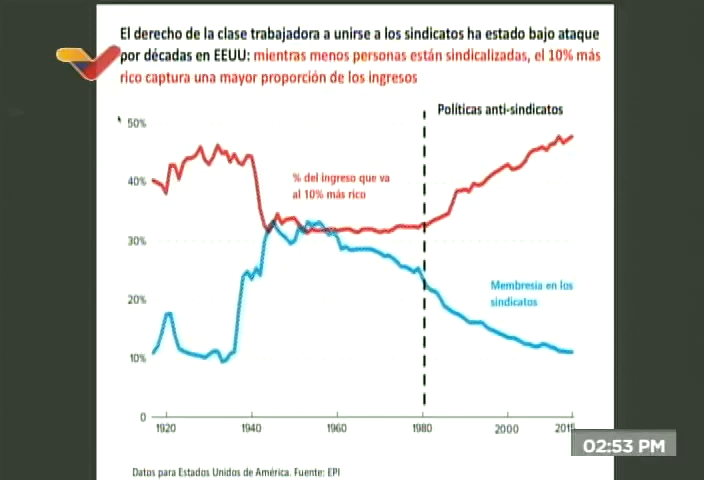 El derecho de la clase trabajadora a unirse a los sindicatos ha estado bajo ataque
por décadas en EEUU: mientras menos personas están sindicalizadas, el 10% más
rico captura una mayor proporción de los ingresos
Políticas anti-sindicatos
50%
% del ingreso que va
al 10% más rico
40%
30%
Membresia en los
sindicatos
20%
10%
0
1920 1940 1960 1980 2000
02:53 PM
Datos para Estados Unidos de América. Fuente: EPI